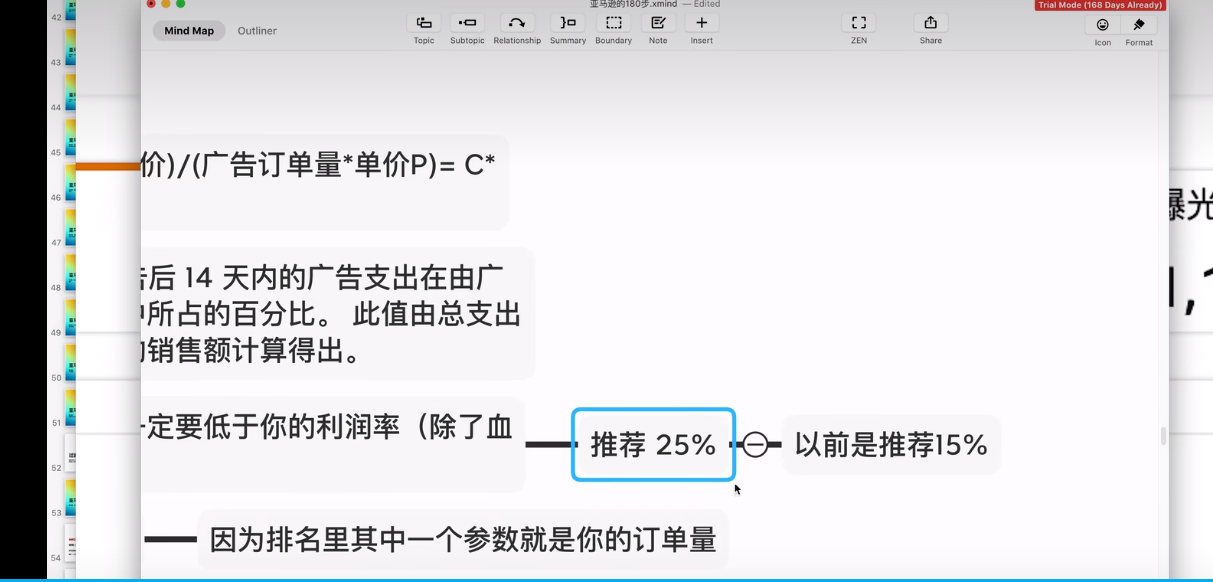 亚马逊的180步.xmind — Edited
Trial Mode (168 Days Already)
Mind Map
Outliner
Topic
Subtopic
Relationship
Summary
Boundary
Note
Insert
ZEN
Share
Icon
Format
42
43
44
45
46
47
48
49
50
51
52
53
54
价)/(广告订单量*单价P)= C*
后 14 天内的广告支出在由广
所占的百分比。 此值由总支出
销售额计算得出。
定要低于你的利润率（除了血
推荐 25%
以前是推荐15%
因为排名里其中一个参数就是你的订单量
曝光